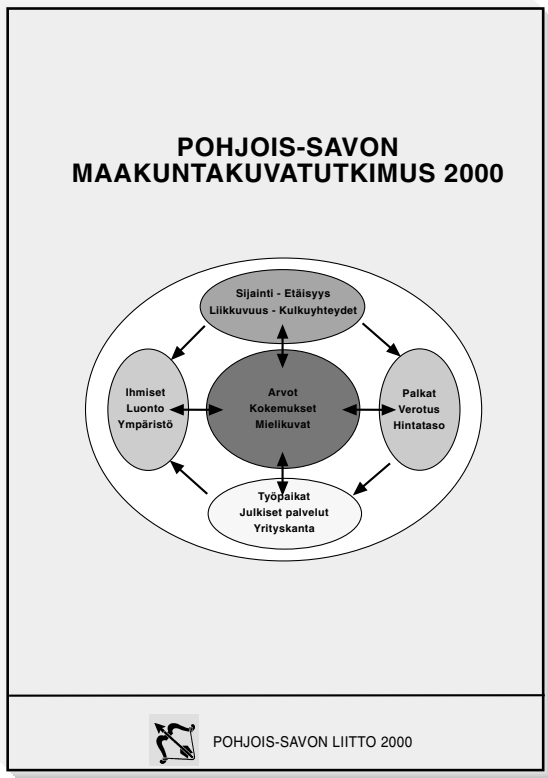 POHJOIS-SAVON
MAAKUNTAKUVATUTKIMUS 2000
Sijainti - Etäisyys
Liikkuvuus - Kulkuyhteydet
Ihmiset
Luonto
Ympäristö
Arvot
Kokemukset
Mielikuvat
Palkat
Verotus
Hintataso
Työpaikat
Julkiset palvelut
Yrityskanta
POHJOIS-SAVON LIITTO 2000